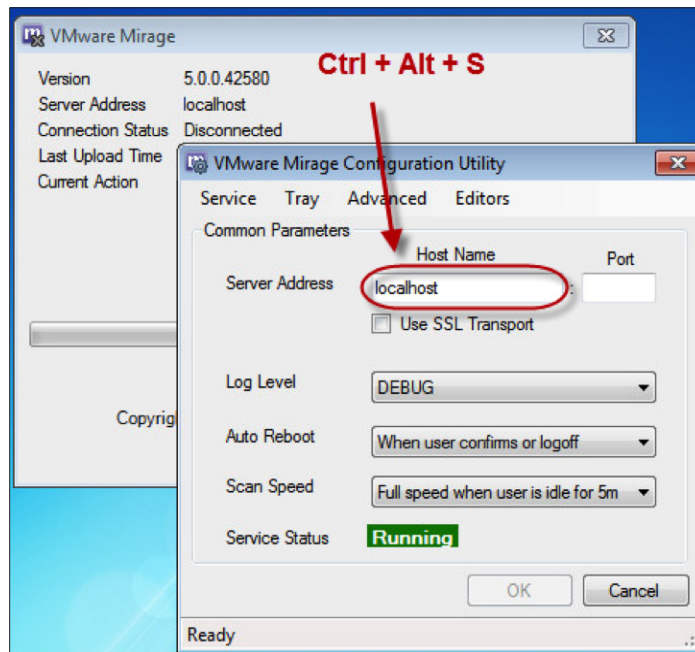 VMware Mirage
Ctrl + Alt + S
Version 5.0.0.42580
Server Address localhost
Connection Status Disconnected
Last Upload Time
Current Action
VMware Mirage Configuration Utility
Service Tray Advanced Editors
Common Parameters
Host Name Port
Server Address localhost :
Use SSL Transport
Log Level DEBUG
Auto Reboot When user confirms or logoff
Copyrig
Scan Speed Full speed when user is idle for 5m
Service Status Running
OK Cancel
Ready